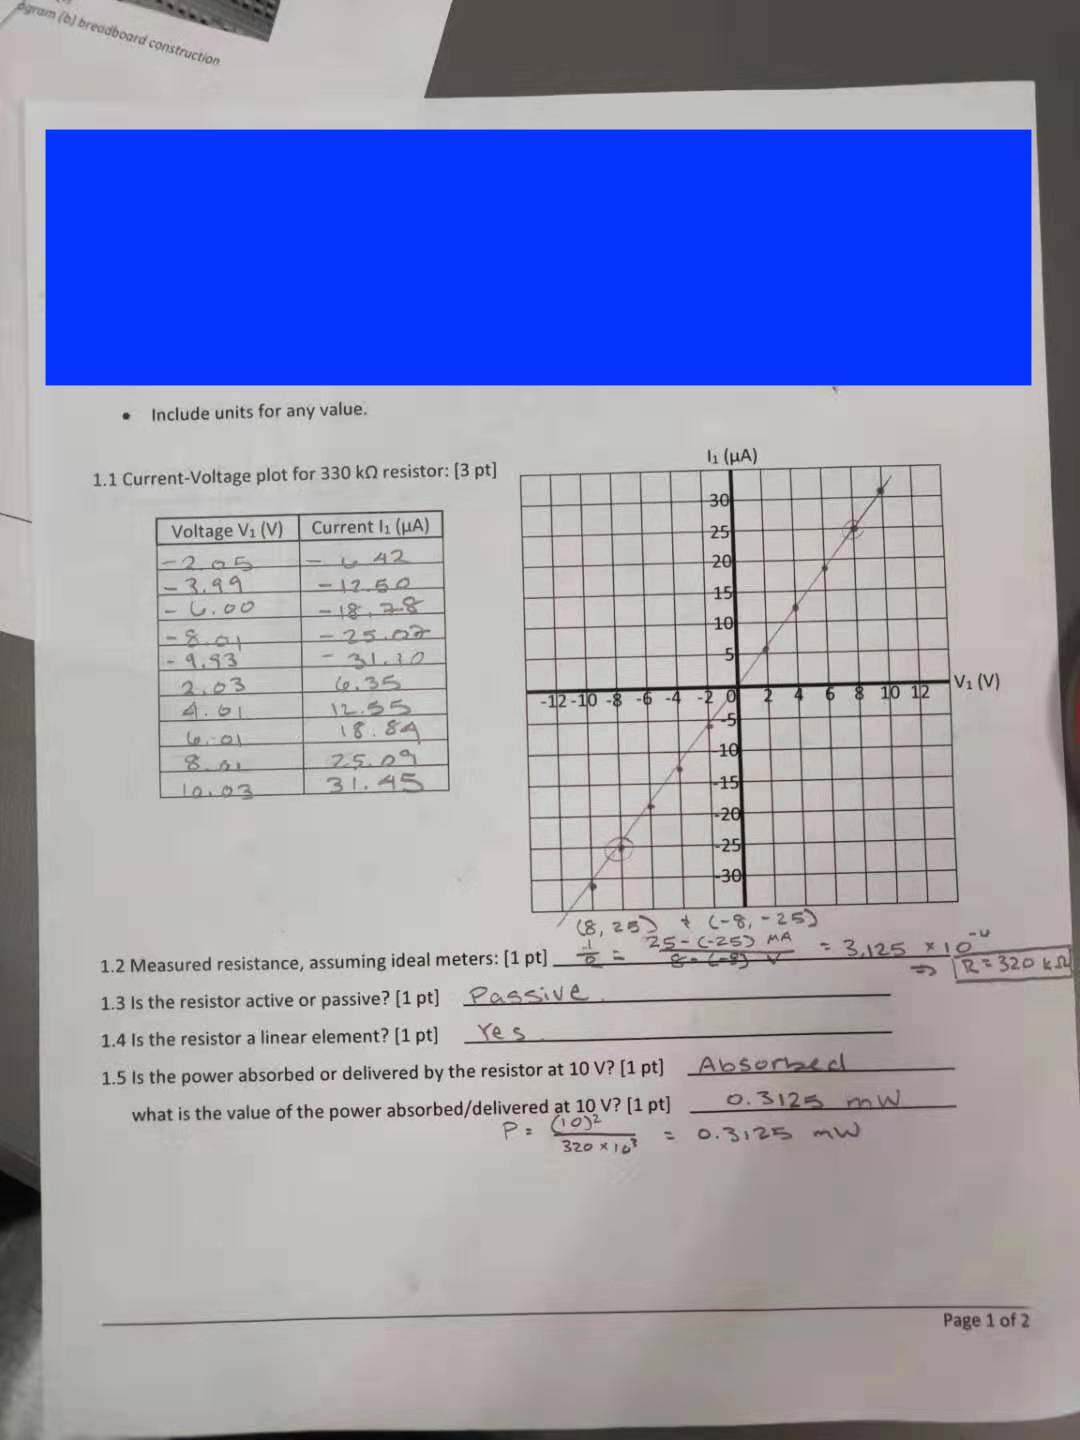 gram (b) breadboard construction
• Include units for any value.
1.1 Current-Voltage plot for 330 kΩ resistor: [3 pt]
Voltage V₁ (V) Current I₁ (μA)
-2.05 -6.42
-3.99 -12.50
-6.00 -18.78
-8.01 -25.07
-9.93 -31.10
2.03 6.35
4.01 12.55
6.01 18.84
8.01 25.09
10.03 31.45
I₁ (μA)
30
25
20
15
10
5
-12 -10 -8 -6 -4 -2 0 2 4 6 8 10 12 V₁ (V)
-5
-10
-15
-20
-25
-30
(8, 25) & (-8, -25)
1.2 Measured resistance, assuming ideal meters: [1 pt] 1/R = 25-(-25) μA / 8-(-8) V = 3.125 × 10⁻⁶
⇒ R = 320 kΩ
1.3 Is the resistor active or passive? [1 pt] Passive.
1.4 Is the resistor a linear element? [1 pt] Yes.
1.5 Is the power absorbed or delivered by the resistor at 10 V? [1 pt] Absorbed
what is the value of the power absorbed/delivered at 10 V? [1 pt] 0.3125 mW
P = (10)² / 320 × 10³ = 0.3125 mW
Page 1 of 2